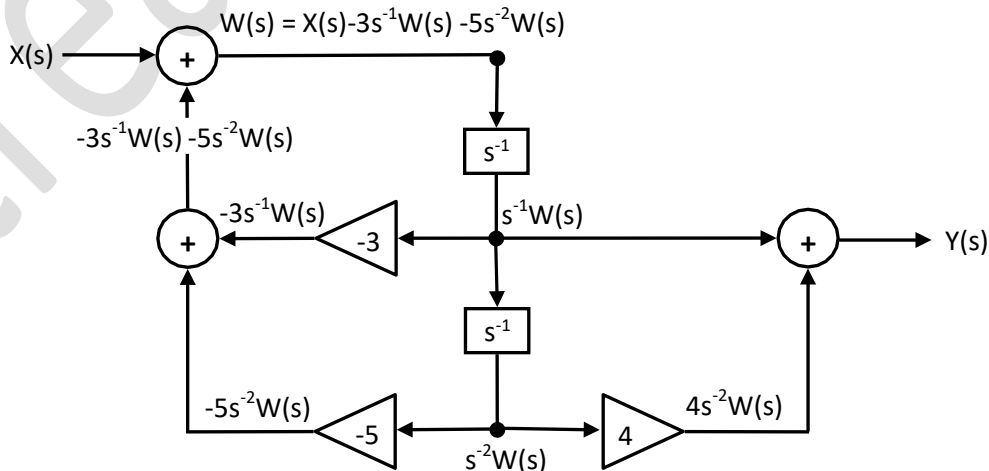 W(s) = X(s)-3s⁻¹W(s) -5s⁻²W(s)
X(s)
+
-3s⁻¹W(s) -5s⁻²W(s)
s⁻¹
-3s⁻¹W(s)
s⁻¹W(s)
+
-3
+
Y(s)
s⁻¹
-5s⁻²W(s)
4s⁻²W(s)
-5
4
s⁻²W(s)